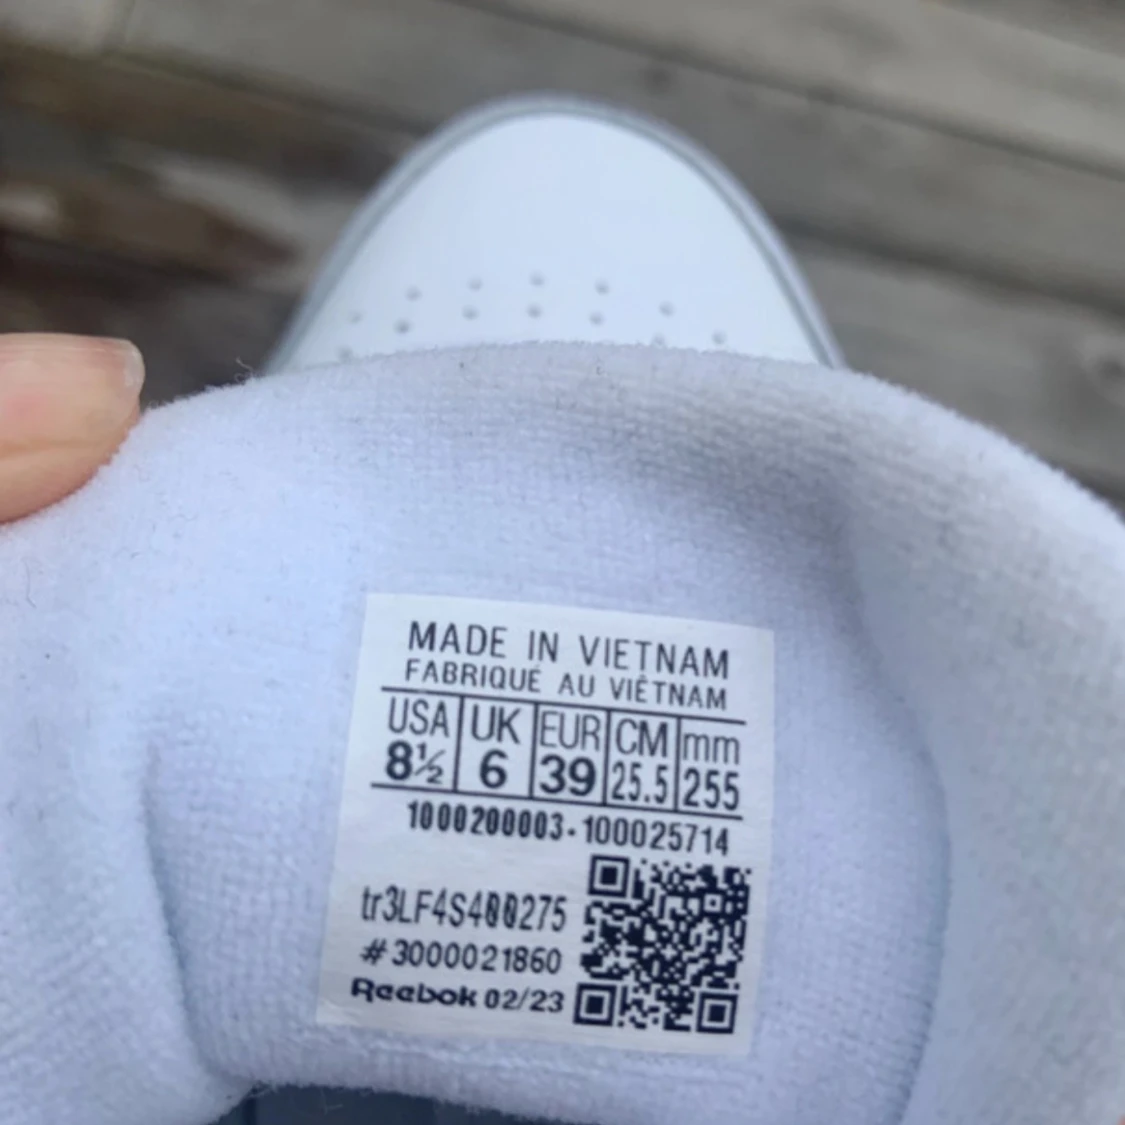 MADE IN VIETNAM
FABRIQUÉ AU VIÊTNAM
USA UK EUR CM mm
8½ 6 39 25.5 255
1000200003-100025714
tr3LF4S400275
#3000021860
Reebok 02/23